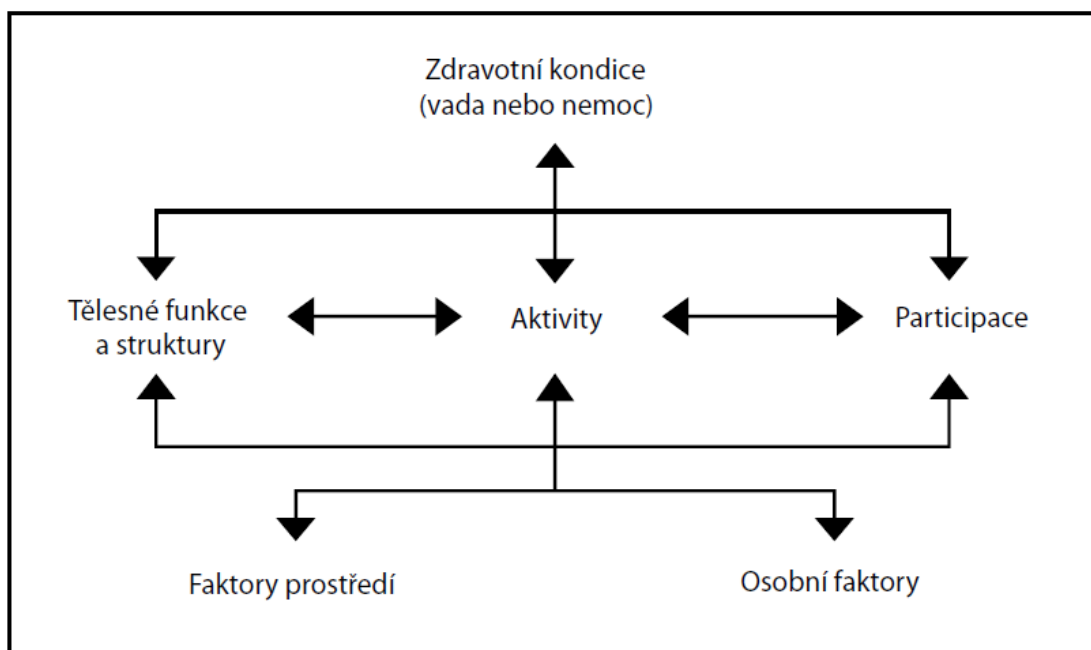 Zdravotní kondice
(vada nebo nemoc)
Tělesné funkce
a struktury
Aktivity
Participace
Faktory prostředí
Osobní faktory